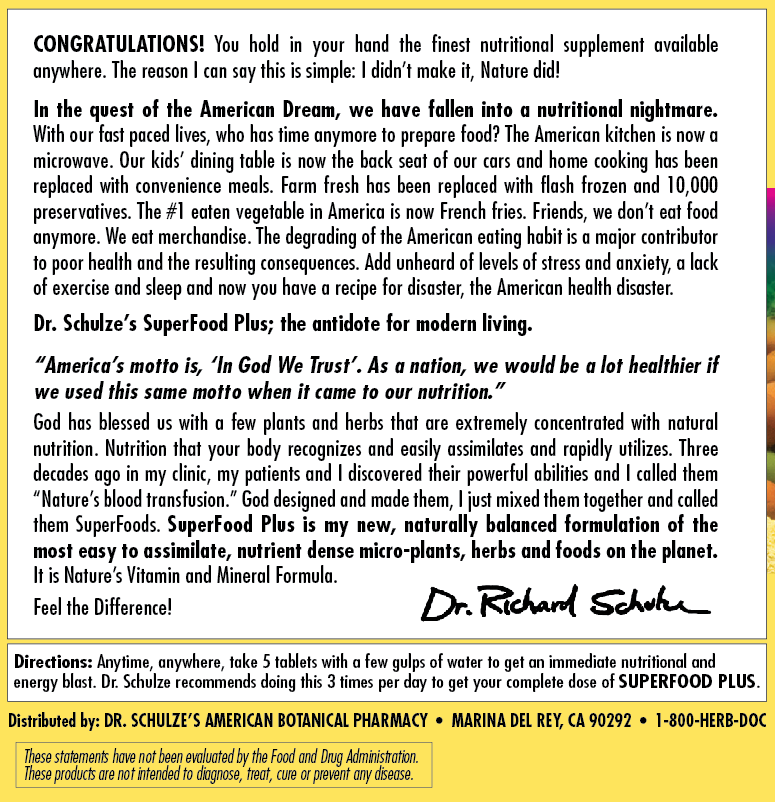 CONGRATULATIONS! You hold in your hand the finest nutritional supplement available
anywhere. The reason I can say this is simple: I didn't make it, Nature did!
In the quest of the American Dream, we have fallen into a nutritional nightmare.
With our fast paced lives, who has time anymore to prepare food? The American kitchen is now a
microwave. Our kids' dining table is now the back seat of our cars and home cooking has been
replaced with convenience meals. Farm fresh has been replaced with flash frozen and 10,000
preservatives. The #1 eaten vegetable in America is now French fries. Friends, we don't eat food
anymore. We eat merchandise. The degrading of the American eating habit is a major contributor
to poor health and the resulting consequences. Add unheard of levels of stress and anxiety, a lack
of exercise and sleep and now you have a recipe for disaster, the American health disaster.
Dr. Schulze's SuperFood Plus; the antidote for modern living.
"America's motto is, 'In God We Trust'. As a nation, we would be a lot healthier if
we used this same motto when it came to our nutrition."
God has blessed us with a few plants and herbs that are extremely concentrated with natural
nutrition. Nutrition that your body recognizes and easily assimilates and rapidly utilizes. Three
decades ago in my clinic, my patients and I discovered their powerful abilities and I called them
"Nature's blood transfusion." God designed and made them, I just mixed them together and called
them SuperFoods. SuperFood Plus is my new, naturally balanced formulation of the
most easy to assimilate, nutrient dense micro-plants, herbs and foods on the planet.
It is Nature's Vitamin and Mineral Formula.
Feel the Difference!
Dr. Richard Schulze
Directions: Anytime, anywhere, take 5 tablets with a few gulps of water to get an immediate nutritional and
energy blast. Dr. Schulze recommends doing this 3 times per day to get your complete dose of SUPERFOOD PLUS.
Distributed by: DR. SCHULZE'S AMERICAN BOTANICAL PHARMACY • MARINA DEL REY, CA 90292 • 1-800-HERB-DOC
These statements have not been evaluated by the Food and Drug Administration.
These products are not intended to diagnose, treat, cure or prevent any disease.